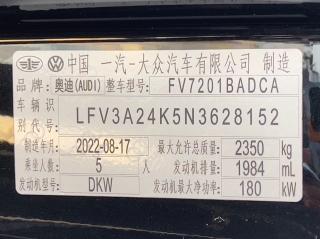 中国 一汽-大众汽车有限公司 制造
品牌 奥迪(AUDI) 整车型号 FV7201BADCA
车辆识 LFV3A24K5N3628152
制造年月 2022-08-17 最大允许总质量 2350 kg
乘坐人数 5 人 发动机排量 1984 mL
发动机型号 DKW 发动机最大净功率 180 kW